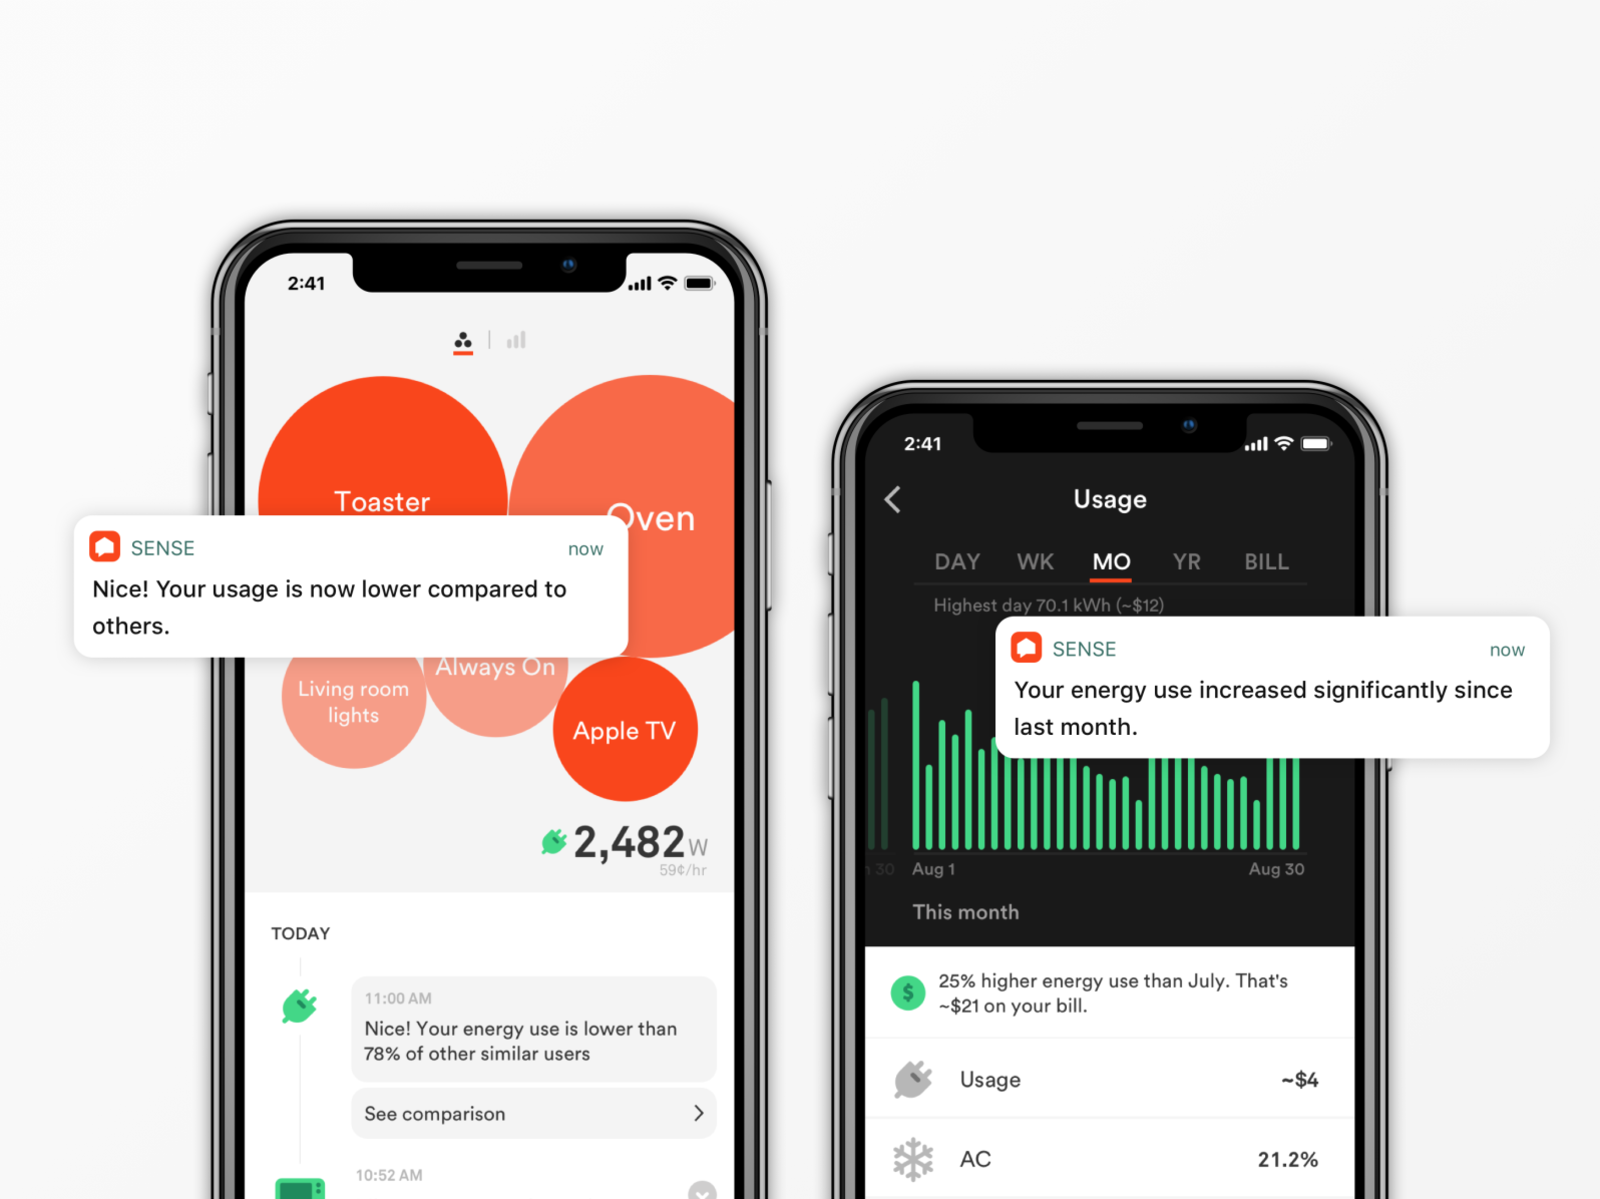 2:41
Toaster
Oven
SENSE
now
Nice! Your usage is now lower compared to
others.
Living room
lights
Always On
Apple TV
2,482 W
59¢/hr
TODAY
11:00 AM
Nice! Your energy use is lower than
78% of other similar users
See comparison
10:52 AM
2:41
Usage
DAY WK MO YR BILL
Highest day 70.1 kWh (~$12)
SENSE
now
Your energy use increased significantly since
last month.
30
Aug 1
Aug 30
This month
$
25% higher energy use than July. That's
~$21 on your bill.
Usage
~$4
AC
21.2%